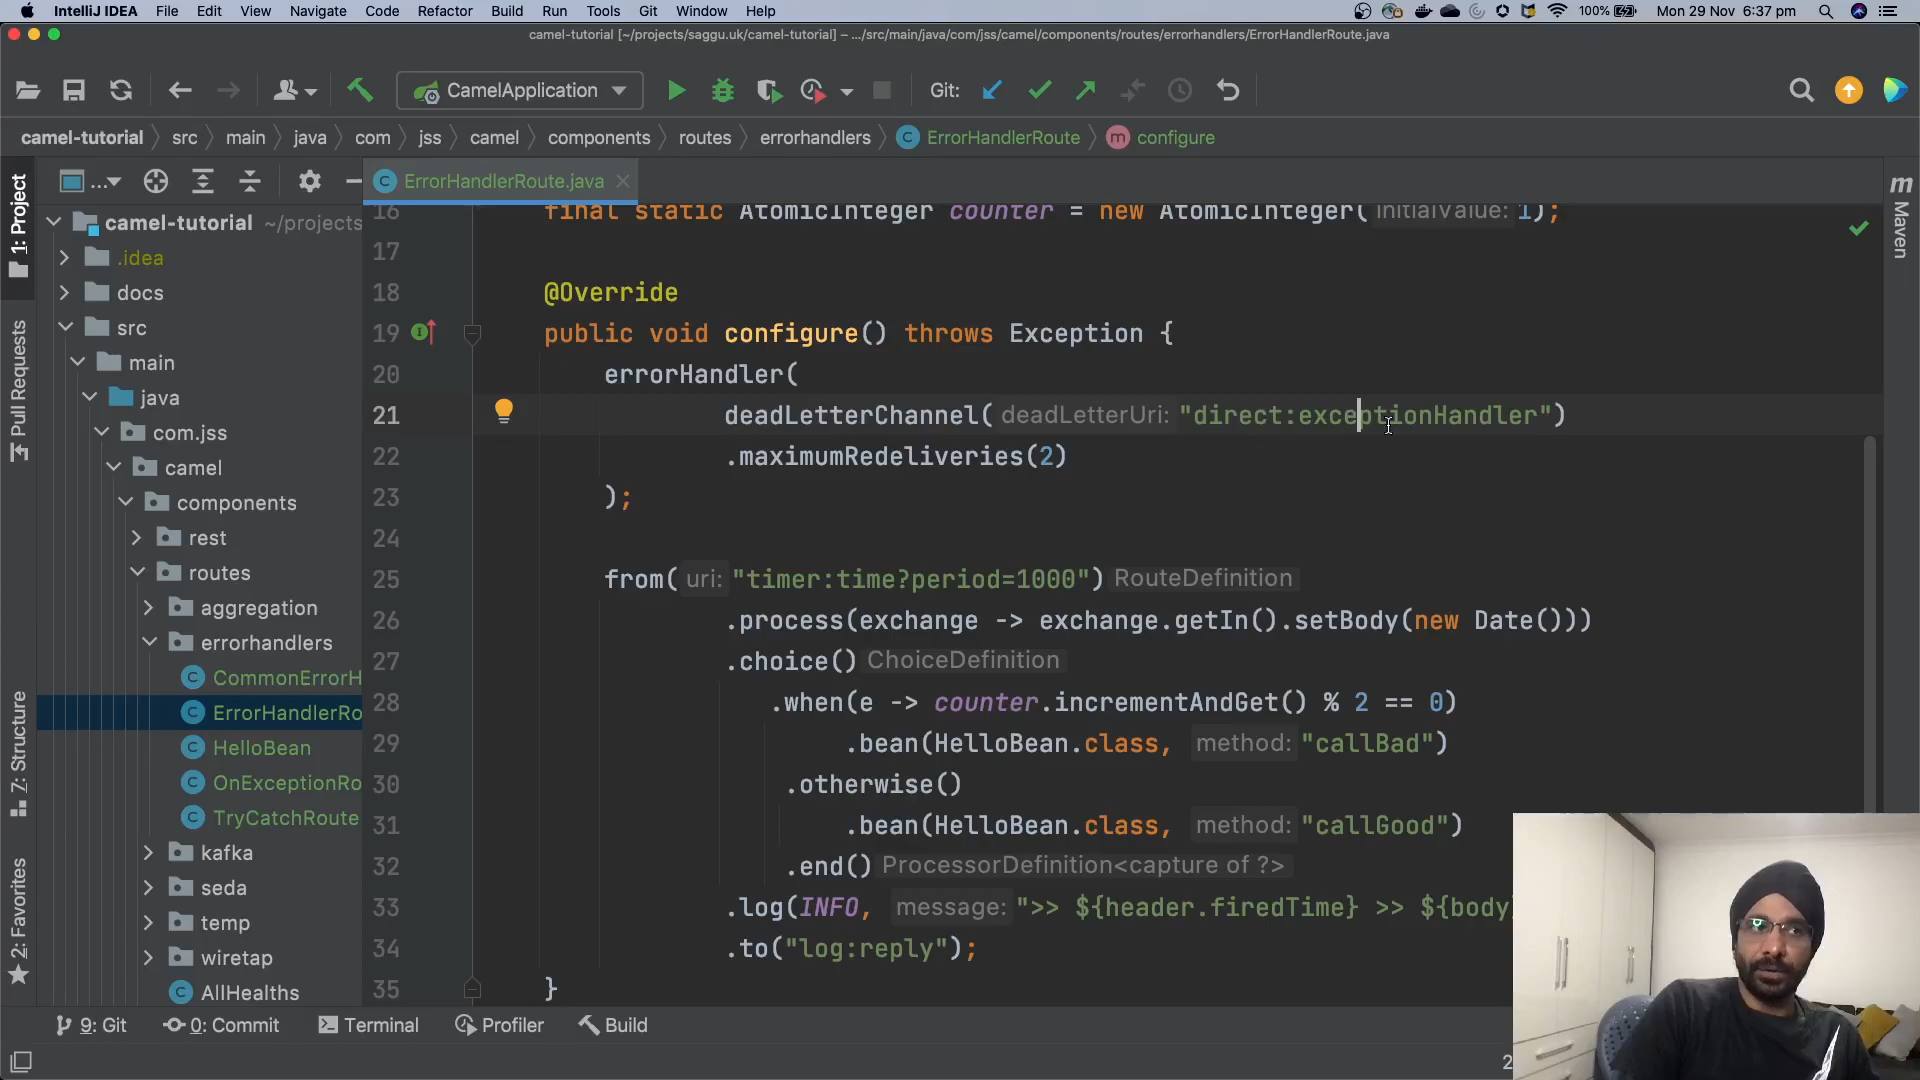 IntelliJ IDEA File Edit View Navigate Code Refactor Build Run Tools Git Window Help 100% Mon 29 Nov 6:37 pm
camel-tutorial [~/projects/saggu.uk/camel-tutorial] – .../src/main/java/com/jss/camel/components/routes/errorhandlers/ErrorHandlerRoute.java
CamelApplication Git:
camel-tutorial src main java com jss camel components routes errorhandlers C ErrorHandlerRoute m configure
1: Project
Pull Requests
7: Structure
2: Favorites
...
C ErrorHandlerRoute.java
camel-tutorial ~/projects
.idea
docs
src
main
java
com.jss
camel
components
rest
routes
aggregation
errorhandlers
C CommonErrorH
C ErrorHandlerRo
C HelloBean
C OnExceptionRo
C TryCatchRoute
kafka
seda
temp
wiretap
C AllHealths
16 final static AtomicInteger counter = new AtomicInteger( initialValue: 1);
17
18 @Override
19 public void configure() throws Exception {
20 errorHandler(
21 deadLetterChannel( deadLetterUri: "direct:exceptionHandler")
22 .maximumRedeliveries(2)
23 );
24
25 from( uri: "timer:time?period=1000") RouteDefinition
26 .process(exchange -> exchange.getIn().setBody(new Date()))
27 .choice() ChoiceDefinition
28 .when(e -> counter.incrementAndGet() % 2 == 0)
29 .bean(HelloBean.class, method: "callBad")
30 .otherwise()
31 .bean(HelloBean.class, method: "callGood")
32 .end() ProcessorDefinition<capture of ?>
33 .log(INFO, message: ">> ${header.firedTime} >> ${body
34 .to("log:reply");
35 }
m Maven
9: Git 0: Commit Terminal Profiler Build
2